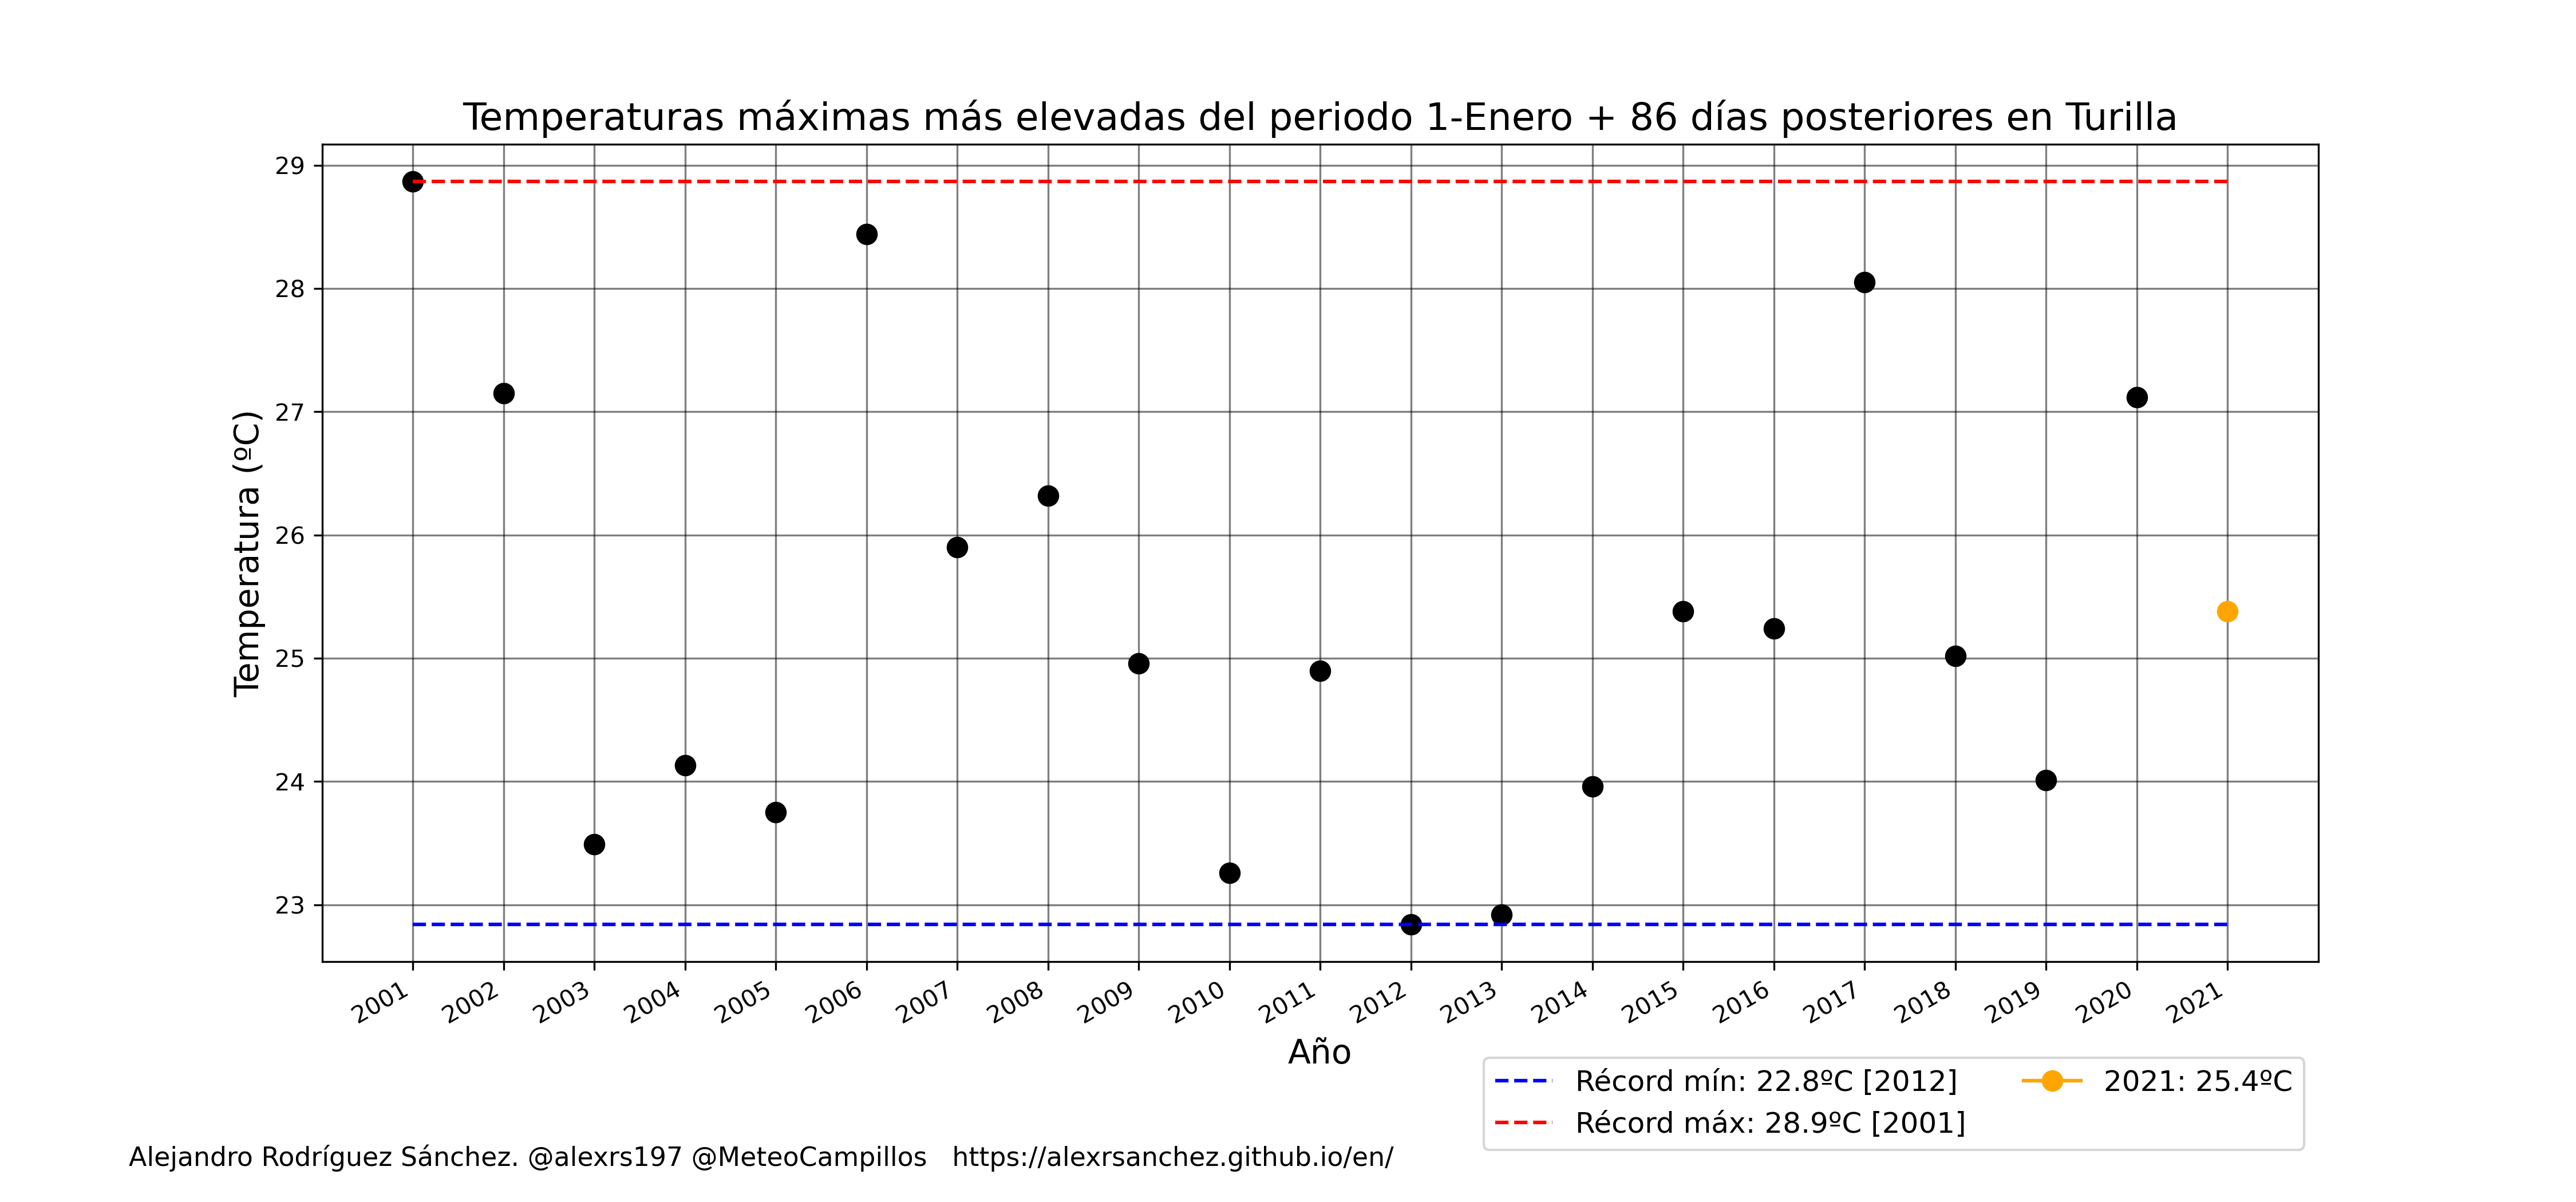 Temperaturas máximas más elevadas del periodo 1-Enero + 86 días posteriores en Turilla
Temperatura (ºC)
29
28
27
26
25
24
23
2001 2002 2003 2004 2005 2006 2007 2008 2009 2010 2011 2012 2013 2014 2015 2016 2017 2018 2019 2020 2021
Año
Récord mín: 22.8ºC [2012]
Récord máx: 28.9ºC [2001]
2021: 25.4ºC
Alejandro Rodríguez Sánchez. @alexrs197 @MeteoCampillos https://alexrsanchez.github.io/en/